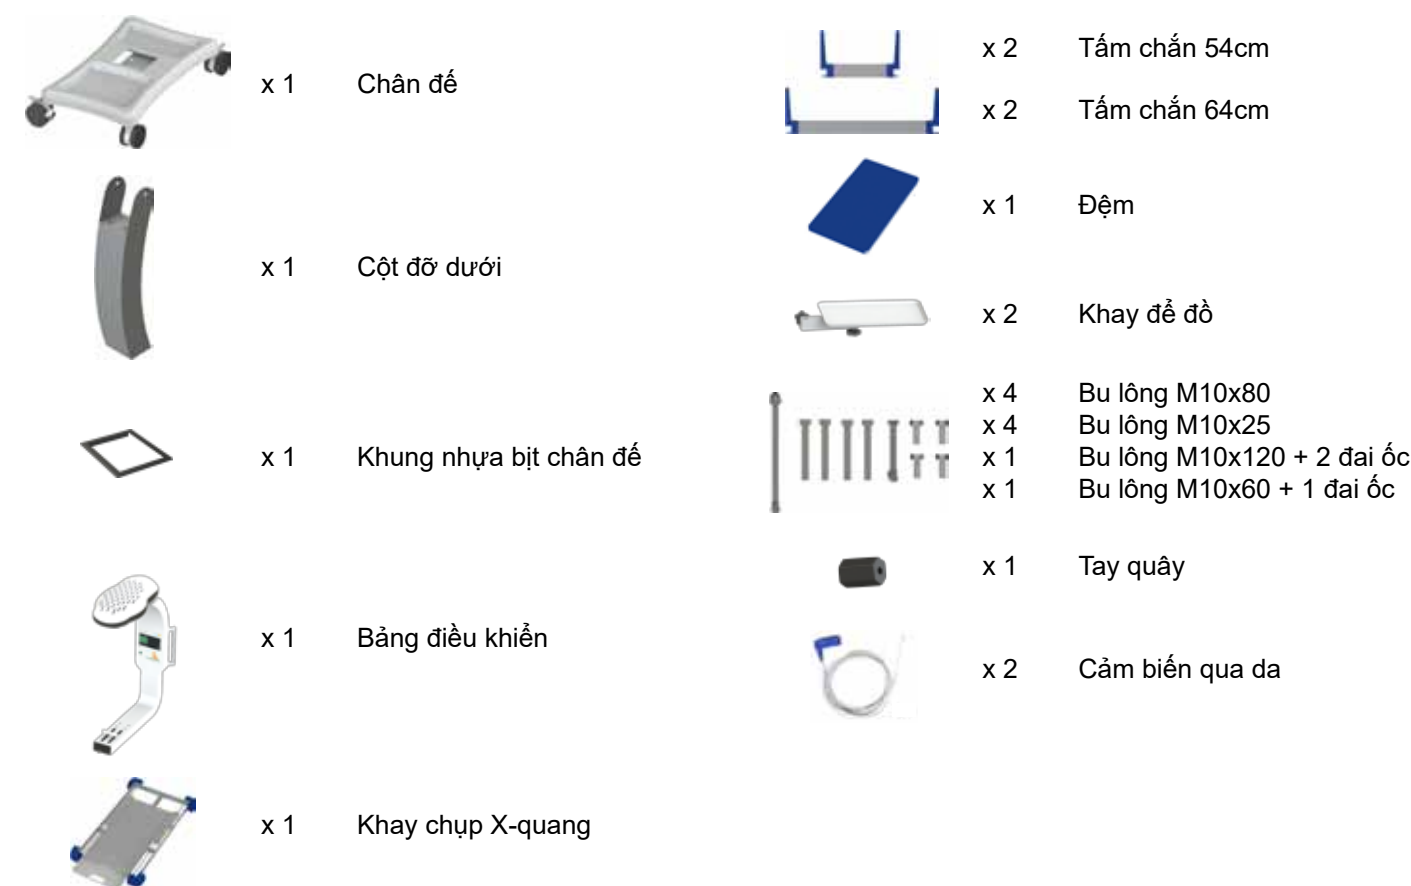 x 1 Chân đế
x 1 Cột đỡ dưới
x 1 Khung nhựa bịt chân đế
x 1 Bảng điều khiển
x 1 Khay chụp X-quang
x 2 Tấm chắn 54cm
x 2 Tấm chắn 64cm
x 1 Đệm
x 2 Khay để đồ
x 4 Bu lông M10x80
x 4 Bu lông M10x25
x 1 Bu lông M10x120 + 2 đai ốc
x 1 Bu lông M10x60 + 1 đai ốc
x 1 Tay quây
x 2 Cảm biến qua da